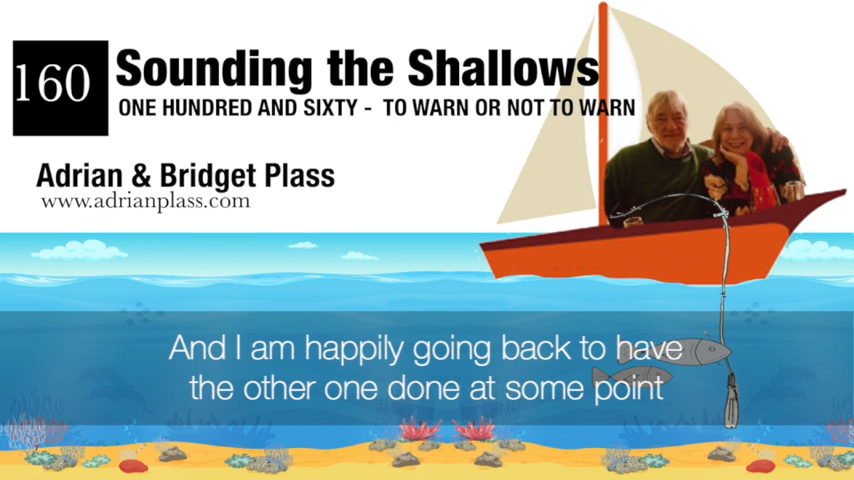 160
Sounding the Shallows
ONE HUNDRED AND SIXTY - TO WARN OR NOT TO WARN
Adrian & Bridget Plass
www.adrianplass.com
And I am happily going back to have
the other one done at some point